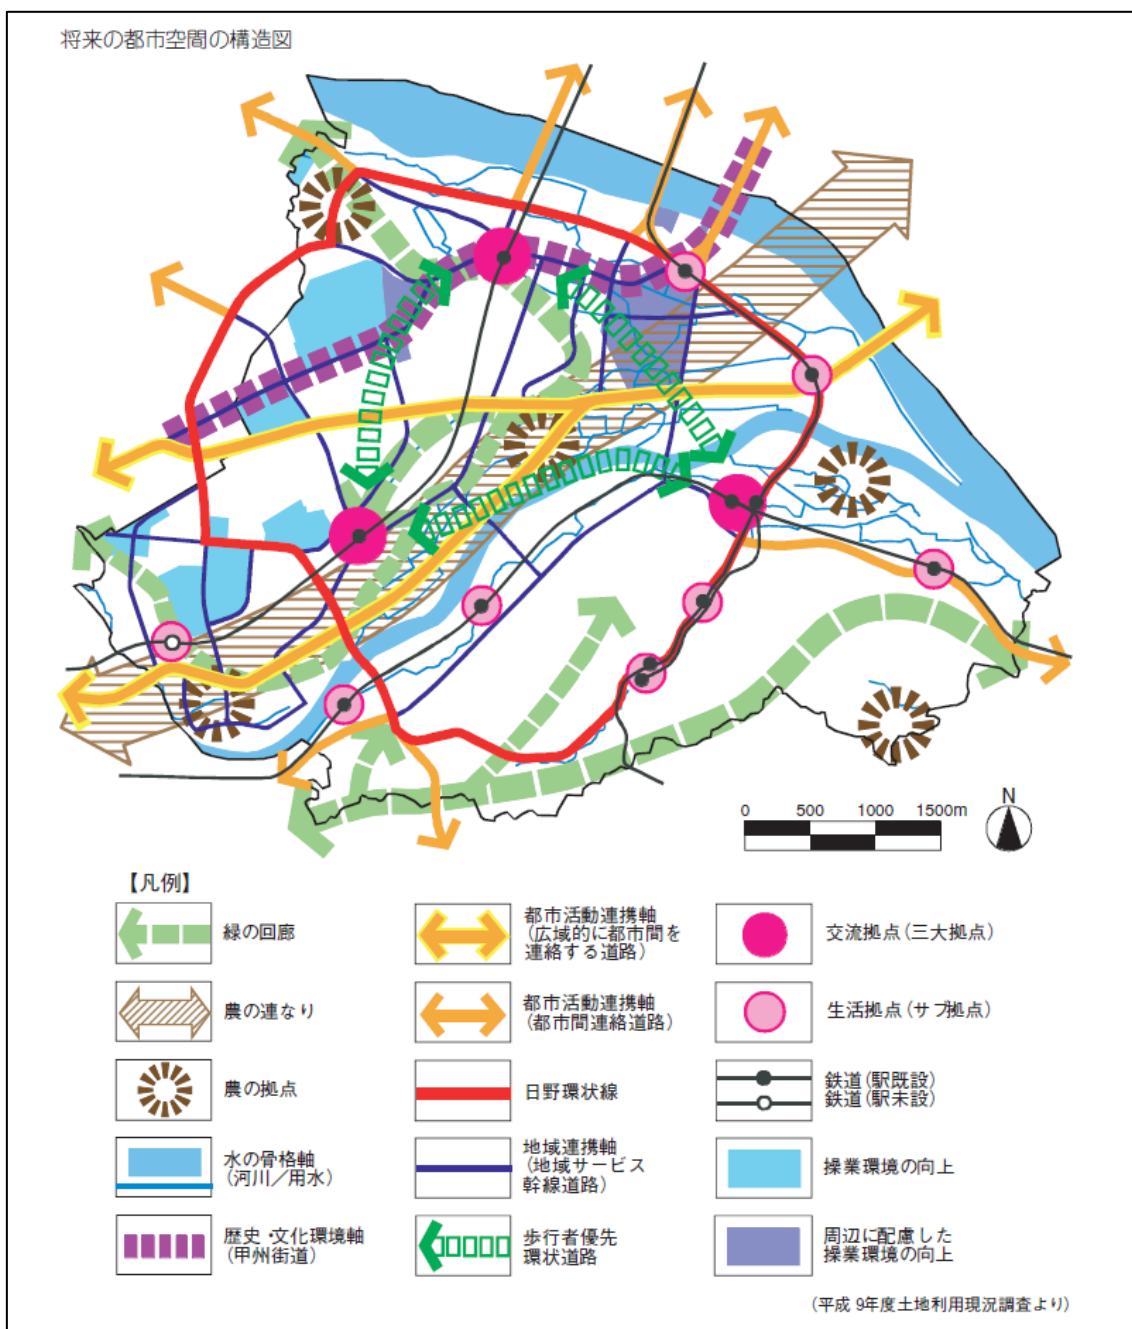 将来の都市空間の構造図
0 500 1000 1500m
N
【凡例】
緑の回廊
農の連なり
農の拠点
水の骨格軸
(河川／用水)
歴史・文化環境軸
(甲州街道)
都市活動連携軸
(広域的に都市間を
連絡する道路)
都市活動連携軸
(都市間連絡道路)
日野環状線
地域連携軸
(地域サービス
幹線道路)
歩行者優先
環状道路
交流拠点(三大拠点)
生活拠点(サブ拠点)
鉄道(駅既設)
鉄道(駅未設)
操業環境の向上
周辺に配慮した
操業環境の向上
(平成9年度土地利用現況調査より)